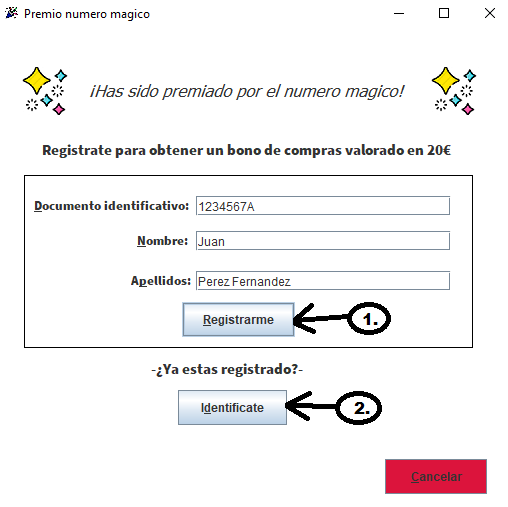 Premio numero magico
¡Has sido premiado por el numero magico!
Registrate para obtener un bono de compras valorado en 20€
Documento identificativo: 1234567A
Nombre: Juan
Apellidos: Perez Fernandez
Registrarme 1.
-¿Ya estas registrado?-
Identificate 2.
Cancelar